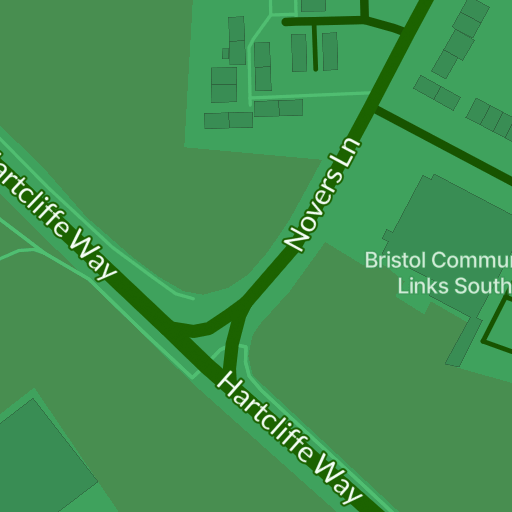 Novers Ln
Hartcliffe Way
Bristol Commun
Links South
Hartcliffe Way